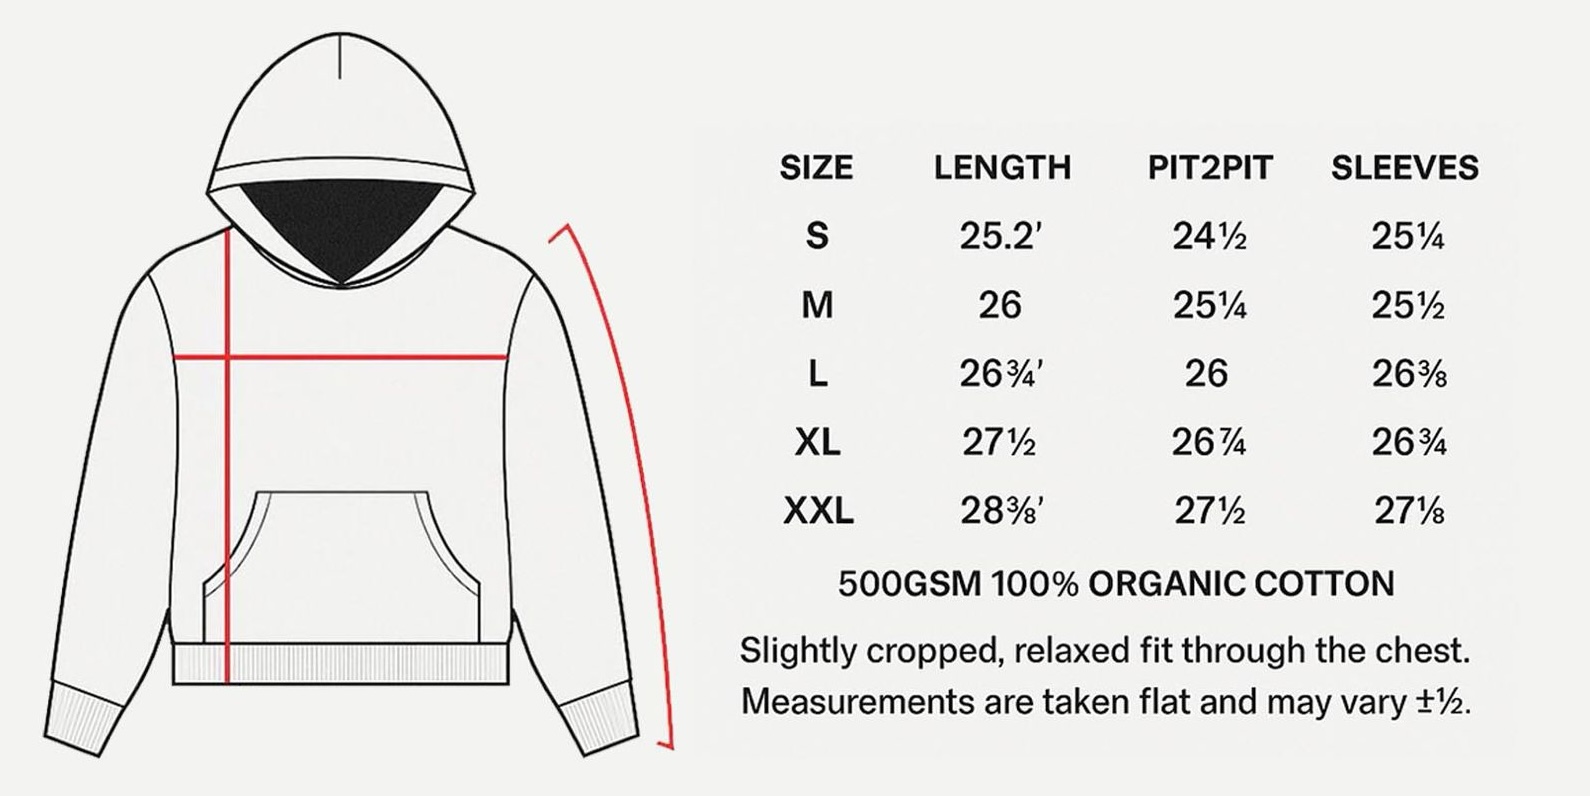 SIZE LENGTH PIT2PIT SLEEVES
S 25.2’ 24½ 25¼
M 26 25¼ 25½
L 26¾’ 26 26⅜
XL 27½ 26⁷⁄₄ 26¾
XXL 28⅜’ 27½ 27⅛
500GSM 100% ORGANIC COTTON
Slightly cropped, relaxed fit through the chest.
Measurements are taken flat and may vary ±½.